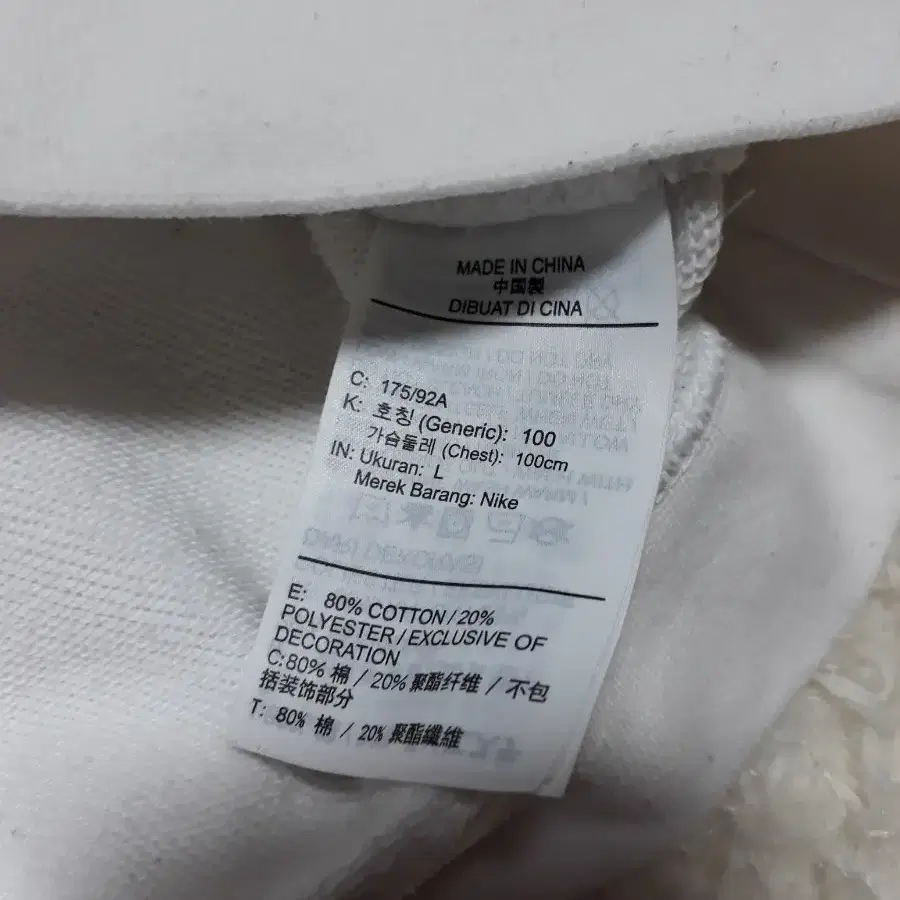 MADE IN CHINA
中国製
DIBUAT DI CINA
C: 175/92A
K: 호칭 (Generic): 100
가슴둘레 (Chest): 100cm
IN: Ukuran: L
Merek Barang: Nike
E: 80% COTTON/20%
POLYESTER/EXCLUSIVE OF
DECORATION
C:80% 棉 / 20% 聚酯纤维 / 不包
括装饰部分
T: 80% 棉 / 20% 聚酯纖維